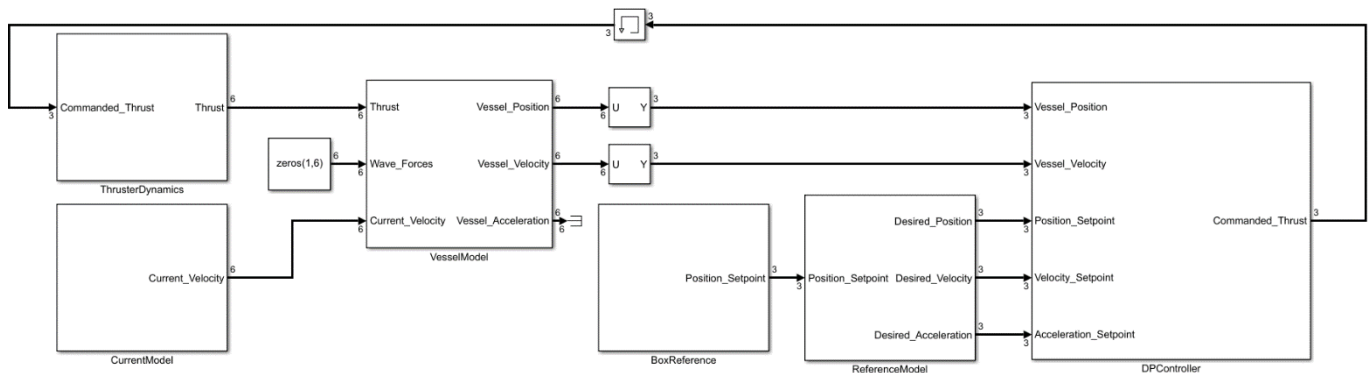 3
3
Commanded_Thrust
Thrust
3
6
ThrusterDynamics
zeros(1,6)
6
Current_Velocity
6
CurrentModel
Thrust
Vessel_Position
6
6
Wave_Forces
Vessel_Velocity
6
6
Current_Velocity
Vessel_Acceleration
6
6
6
VesselModel
U Y
6
3
U Y
6
3
Position_Setpoint
3
BoxReference
Position_Setpoint
3
Desired_Position
3
Desired_Velocity
3
Desired_Acceleration
3
ReferenceModel
Vessel_Position
3
Vessel_Velocity
3
Position_Setpoint
3
Velocity_Setpoint
3
Acceleration_Setpoint
3
Commanded_Thrust
3
DPController